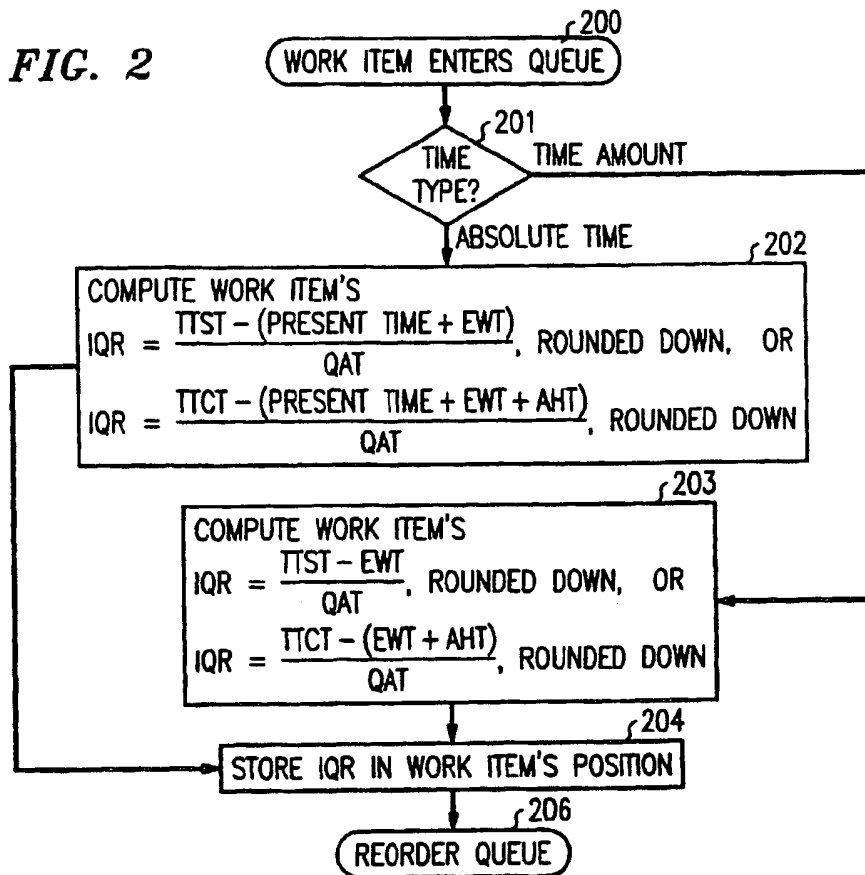 FIG. 2
200
WORK ITEM ENTERS QUEUE
201
TIME TYPE?
TIME AMOUNT
ABSOLUTE TIME
202
COMPUTE WORK ITEM'S
IQR = TTST – (PRESENT TIME + EWT) / QAT, ROUNDED DOWN, OR
IQR = TTCT – (PRESENT TIME + EWT + AHT) / QAT, ROUNDED DOWN
203
COMPUTE WORK ITEM'S
IQR = TTST – EWT / QAT, ROUNDED DOWN, OR
IQR = TTCT – (EWT + AHT) / QAT, ROUNDED DOWN
204
STORE IQR IN WORK ITEM'S POSITION
206
REORDER QUEUE